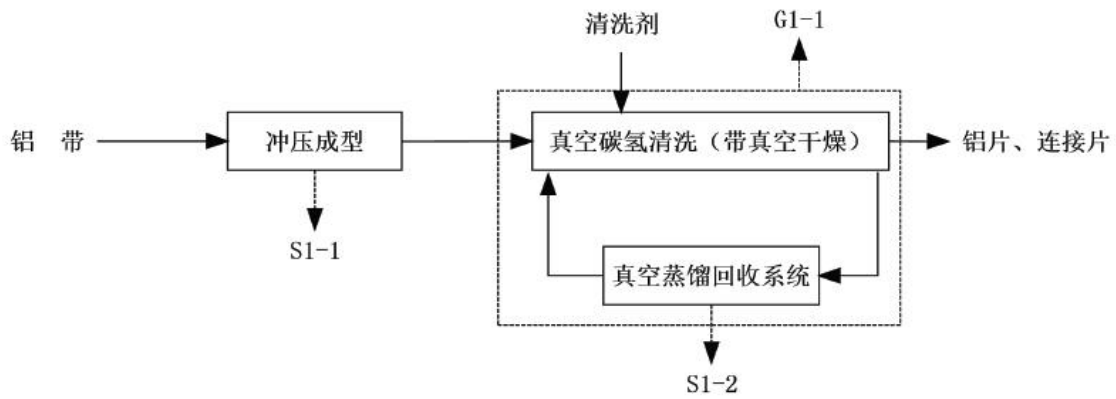 清洗剂
G1-1
铝 带
冲压成型
真空碳氢清洗（带真空干燥）
铝片、连接片
S1-1
真空蒸馏回收系统
S1-2